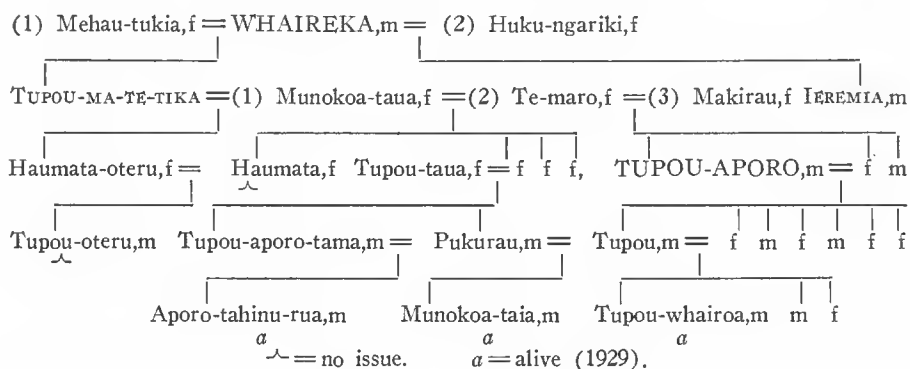 (1) Mehau-tukia,f = WHAIREKA,m = (2) Huku-ngariki,f
TUPOU-MA-TE-TIKA = (1) Munokoa-taua,f = (2) Te-maro,f = (3) Makirau,f IEREMIA,m
Haumata-oteru,f = Haumata,f Tupou-taua,f = f f f, TUPOU-APORO,m = f m
Tupou-oteru,m Tupou-aporo-tama,m = Pukurau,m = Tupou,m = f m f m f f
Aporo-tahinu-rua,m Munokoa-taia,m Tupou-whairoa,m m f
a a a
⅄ = no issue. a = alive (1929).